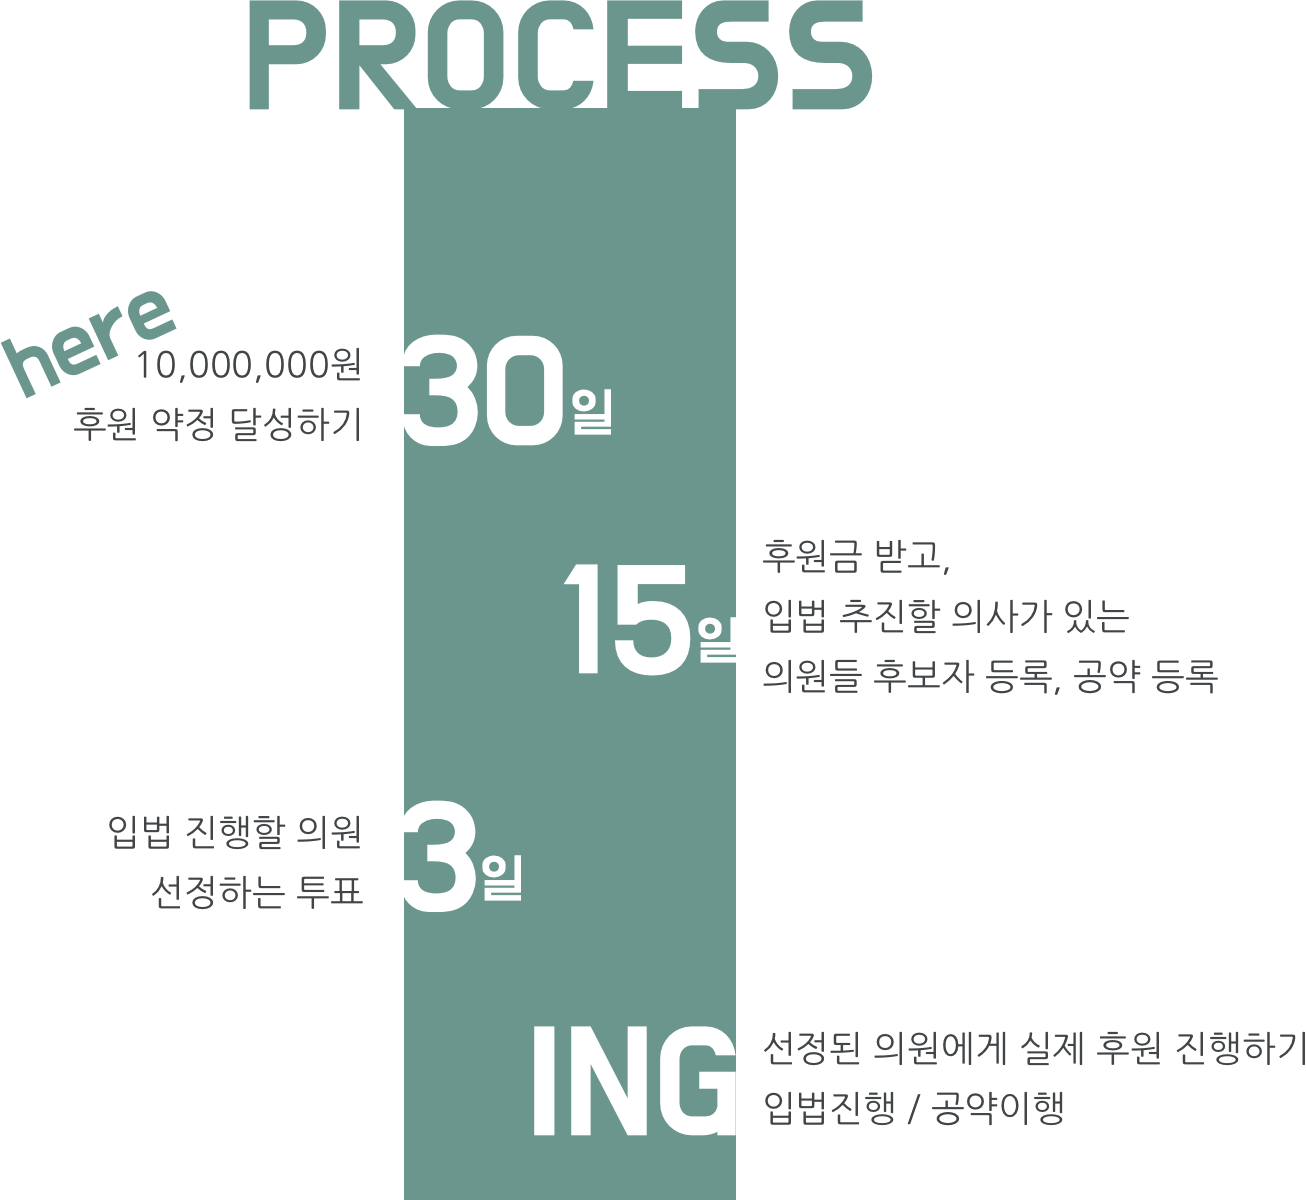 PROCESS
here
10,000,000원
후원 약정 달성하기
30일
15일
후원금 받고,
입법 추진할 의사가 있는
의원들 후보자 등록, 공약 등록
입법 진행할 의원
선정하는 투표
3일
ING
선정된 의원에게 실제 후원 진행하기
입법진행 / 공약이행